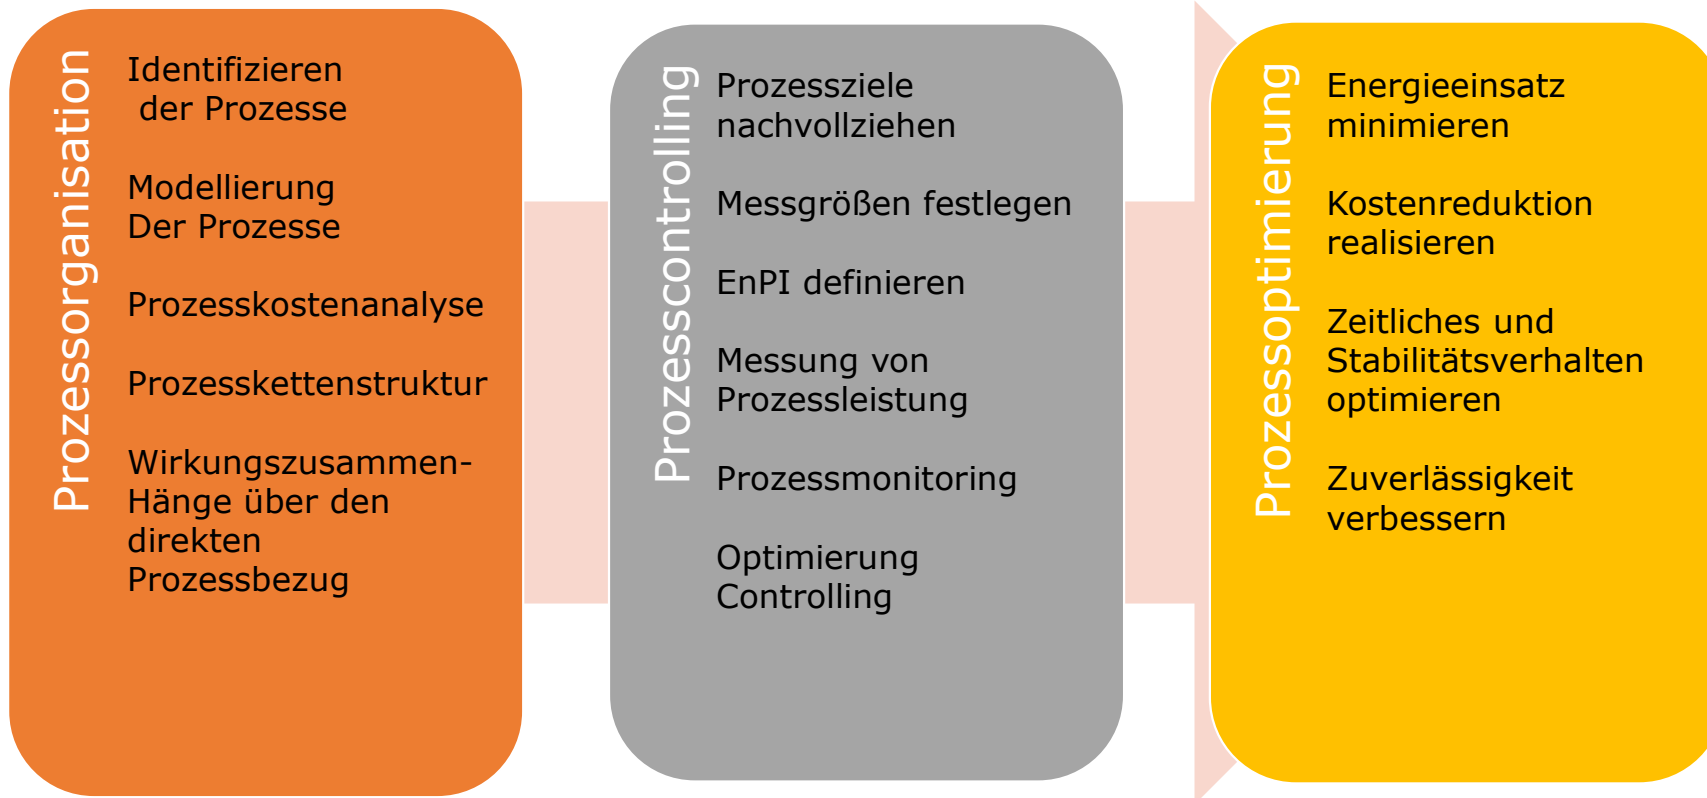 Prozessorganisation
Identifizieren
der Prozesse
Modellierung
Der Prozesse
Prozesskostenanalyse
Prozesskettenstruktur
Wirkungszusammen-
Hänge über den
direkten
Prozessbezug
Prozesscontrolling
Prozessziele
nachvollziehen
Messgrößen festlegen
EnPI definieren
Messung von
Prozessleistung
Prozessmonitoring
Optimierung
Controlling
Prozessoptimierung
Energieeinsatz
minimieren
Kostenreduktion
realisieren
Zeitliches und
Stabilitätsverhalten
optimieren
Zuverlässigkeit
verbessern